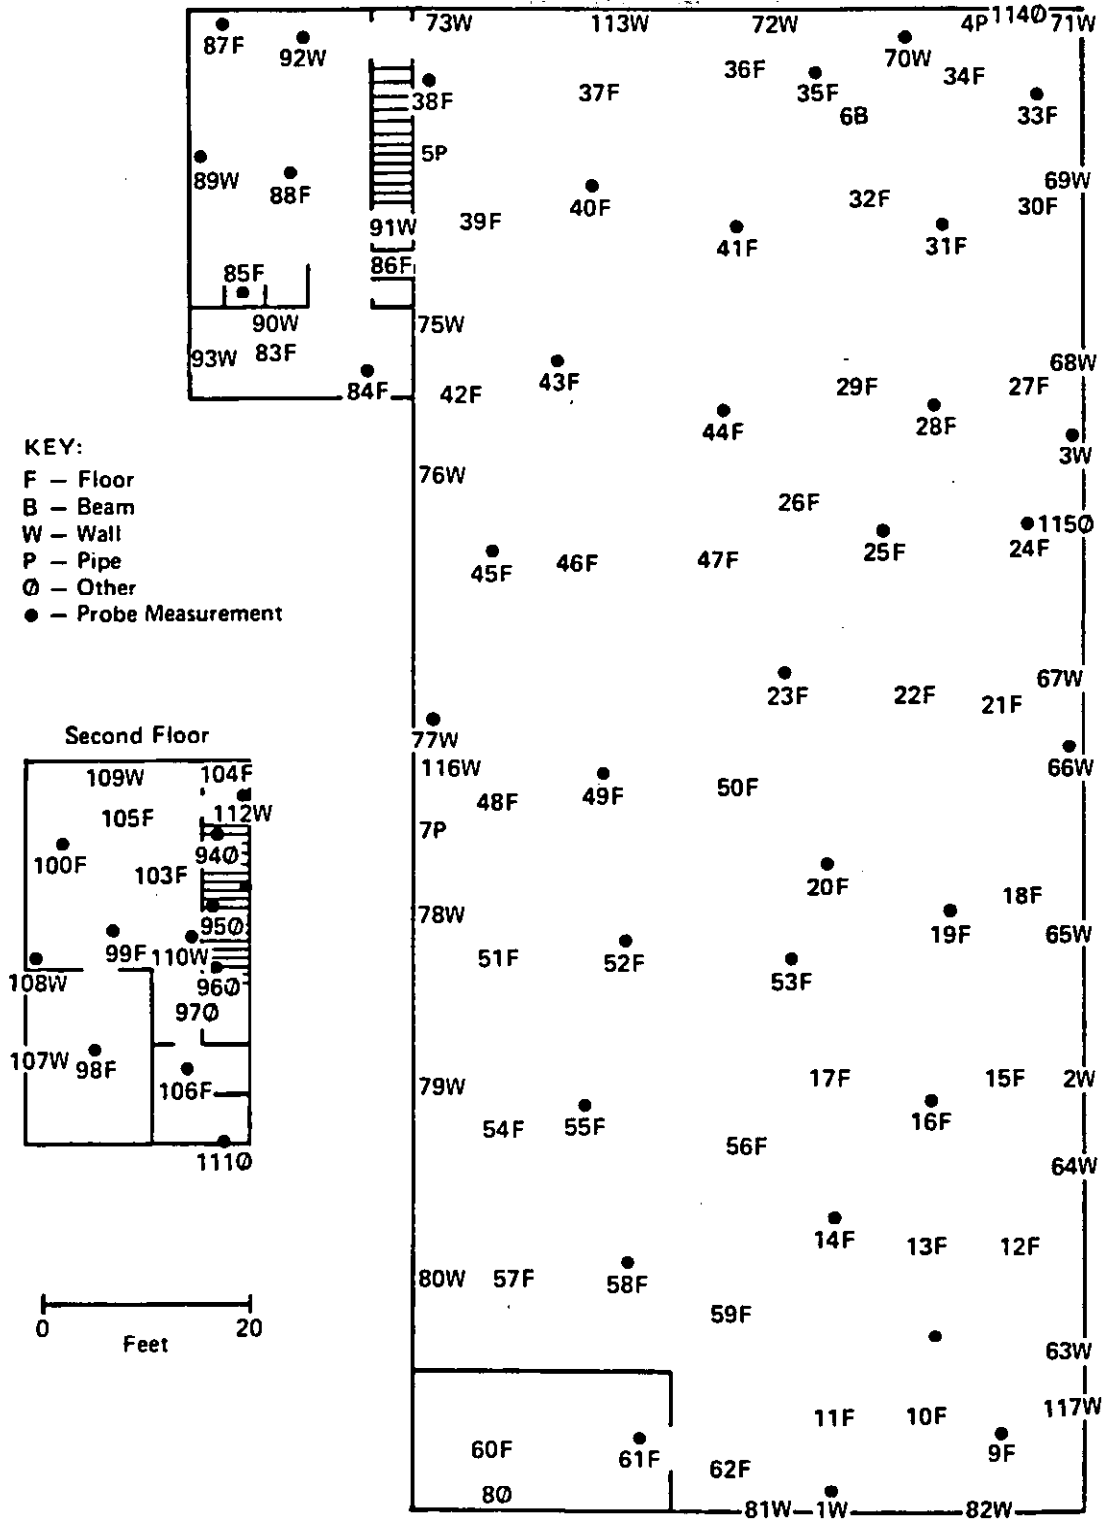 73W 113W 72W 4P 114Ø 71W
87F 92W 70W
36F 34F
38F 37F 35F 33F
6B
5P
89W 88F 69W
40F 32F 30F
91W 39F 41F 31F
86F
85F
90W 75W
93W 83F 68W
84F 42F 43F 29F 27F
44F 28F
KEY:
F – Floor
B – Beam
W – Wall
P – Pipe
Ø – Other
● – Probe Measurement
76W 3W
26F
115Ø
45F 46F 47F 25F 24F
67W
23F 22F 21F
77W
116W 66W
48F 49F 50F
7P
Second Floor
109W 104F
105F 112W
94Ø
100F 103F
95Ø
99F 110W
108W 96Ø
97Ø
107W 98F
106F
111Ø
20F 18F
78W 19F 65W
51F 52F 53F
17F 15F 2W
79W 16F
54F 55F 56F
64W
14F 13F 12F
80W 57F 58F
59F
63W
0 20
Feet
117W
11F 10F
60F 61F 9F
62F
8Ø
81W 1W 82W